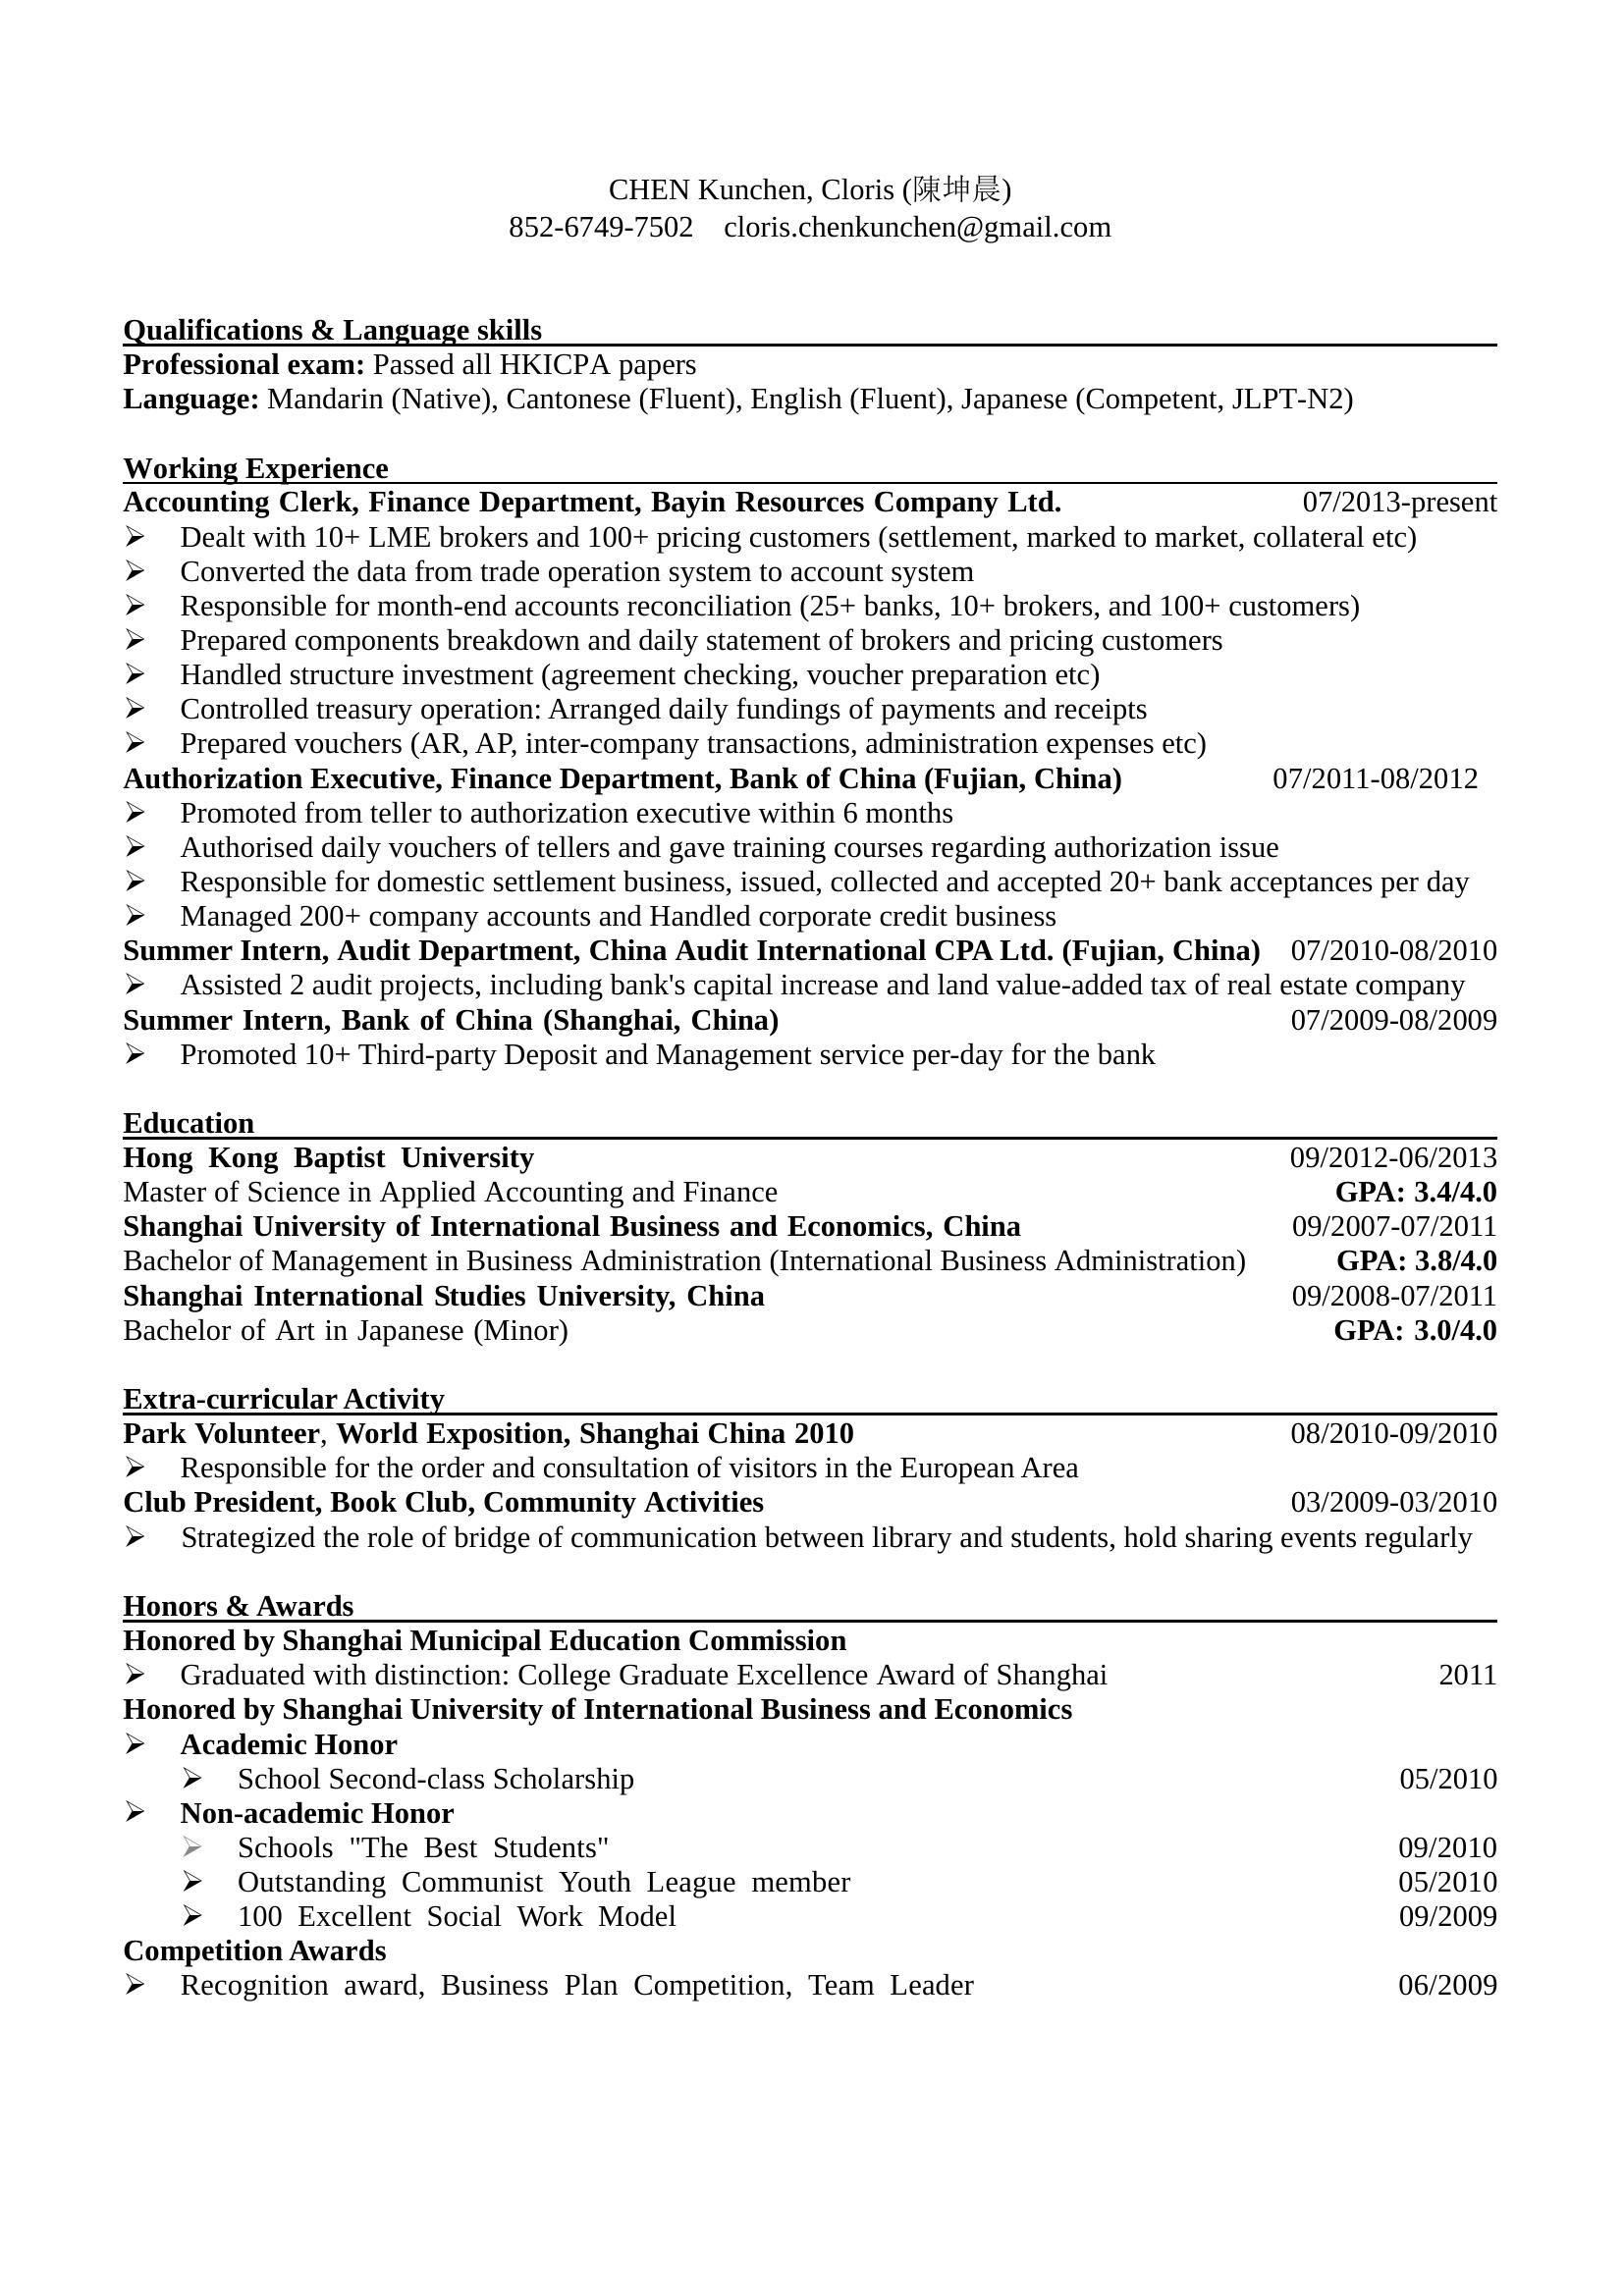 CHEN Kunchen, Cloris (陳坤晨)
852-6749-7502 cloris.chenkunchen@gmail.com
Qualifications & Language skills
Professional exam: Passed all HKICPA papers
Language: Mandarin (Native), Cantonese (Fluent), English (Fluent), Japanese (Competent, JLPT-N2)
Working Experience
Accounting Clerk, Finance Department, Bayin Resources Company Ltd. 07/2013-present
➢ Dealt with 10+ LME brokers and 100+ pricing customers (settlement, marked to market, collateral etc)
➢ Converted the data from trade operation system to account system
➢ Responsible for month-end accounts reconciliation (25+ banks, 10+ brokers, and 100+ customers)
➢ Prepared components breakdown and daily statement of brokers and pricing customers
➢ Handled structure investment (agreement checking, voucher preparation etc)
➢ Controlled treasury operation: Arranged daily fundings of payments and receipts
➢ Prepared vouchers (AR, AP, inter-company transactions, administration expenses etc)
Authorization Executive, Finance Department, Bank of China (Fujian, China) 07/2011-08/2012
➢ Promoted from teller to authorization executive within 6 months
➢ Authorised daily vouchers of tellers and gave training courses regarding authorization issue
➢ Responsible for domestic settlement business, issued, collected and accepted 20+ bank acceptances per day
➢ Managed 200+ company accounts and Handled corporate credit business
Summer Intern, Audit Department, China Audit International CPA Ltd. (Fujian, China) 07/2010-08/2010
➢ Assisted 2 audit projects, including bank's capital increase and land value-added tax of real estate company
Summer Intern, Bank of China (Shanghai, China) 07/2009-08/2009
➢ Promoted 10+ Third-party Deposit and Management service per-day for the bank
Education
Hong Kong Baptist University 09/2012-06/2013
Master of Science in Applied Accounting and Finance GPA: 3.4/4.0
Shanghai University of International Business and Economics, China 09/2007-07/2011
Bachelor of Management in Business Administration (International Business Administration) GPA: 3.8/4.0
Shanghai International Studies University, China 09/2008-07/2011
Bachelor of Art in Japanese (Minor) GPA: 3.0/4.0
Extra-curricular Activity
Park Volunteer, World Exposition, Shanghai China 2010 08/2010-09/2010
➢ Responsible for the order and consultation of visitors in the European Area
Club President, Book Club, Community Activities 03/2009-03/2010
➢ Strategized the role of bridge of communication between library and students, hold sharing events regularly
Honors & Awards
Honored by Shanghai Municipal Education Commission
➢ Graduated with distinction: College Graduate Excellence Award of Shanghai 2011
Honored by Shanghai University of International Business and Economics
➢ Academic Honor
➢ School Second-class Scholarship 05/2010
➢ Non-academic Honor
➢ Schools "The Best Students" 09/2010
➢ Outstanding Communist Youth League member 05/2010
➢ 100 Excellent Social Work Model 09/2009
Competition Awards
➢ Recognition award, Business Plan Competition, Team Leader 06/2009